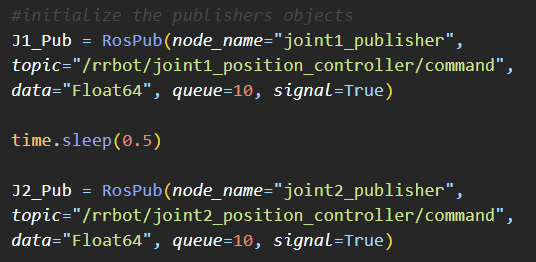 #initialize the publishers objects
J1_Pub = RosPub(node_name="joint1_publisher",
topic="/rrbot/joint1_position_controller/command",
data="Float64", queue=10, signal=True)
time.sleep(0.5)
J2_Pub = RosPub(node_name="joint2_publisher",
topic="/rrbot/joint2_position_controller/command",
data="Float64", queue=10, signal=True)